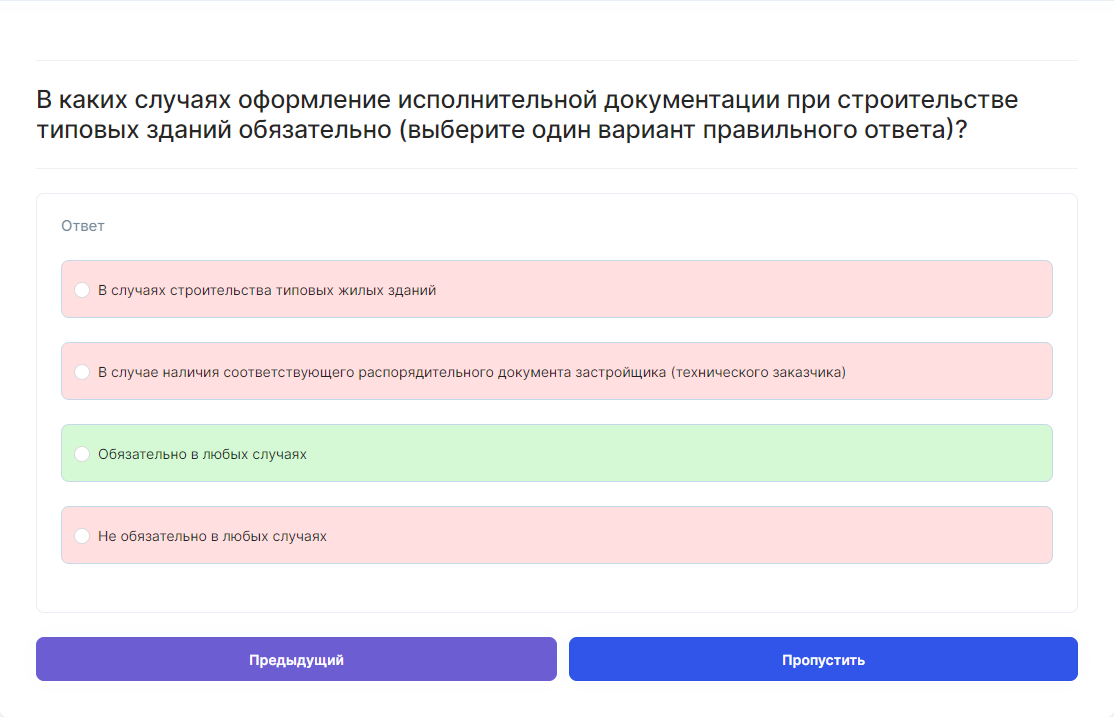 В каких случаях оформление исполнительной документации при строительстве
типовых зданий обязательно (выберите один вариант правильного ответа)?
Ответ
В случаях строительства типовых жилых зданий
В случае наличия соответствующего распорядительного документа застройщика (технического заказчика)
Обязательно в любых случаях
Не обязательно в любых случаях
Предыдущий
Пропустить